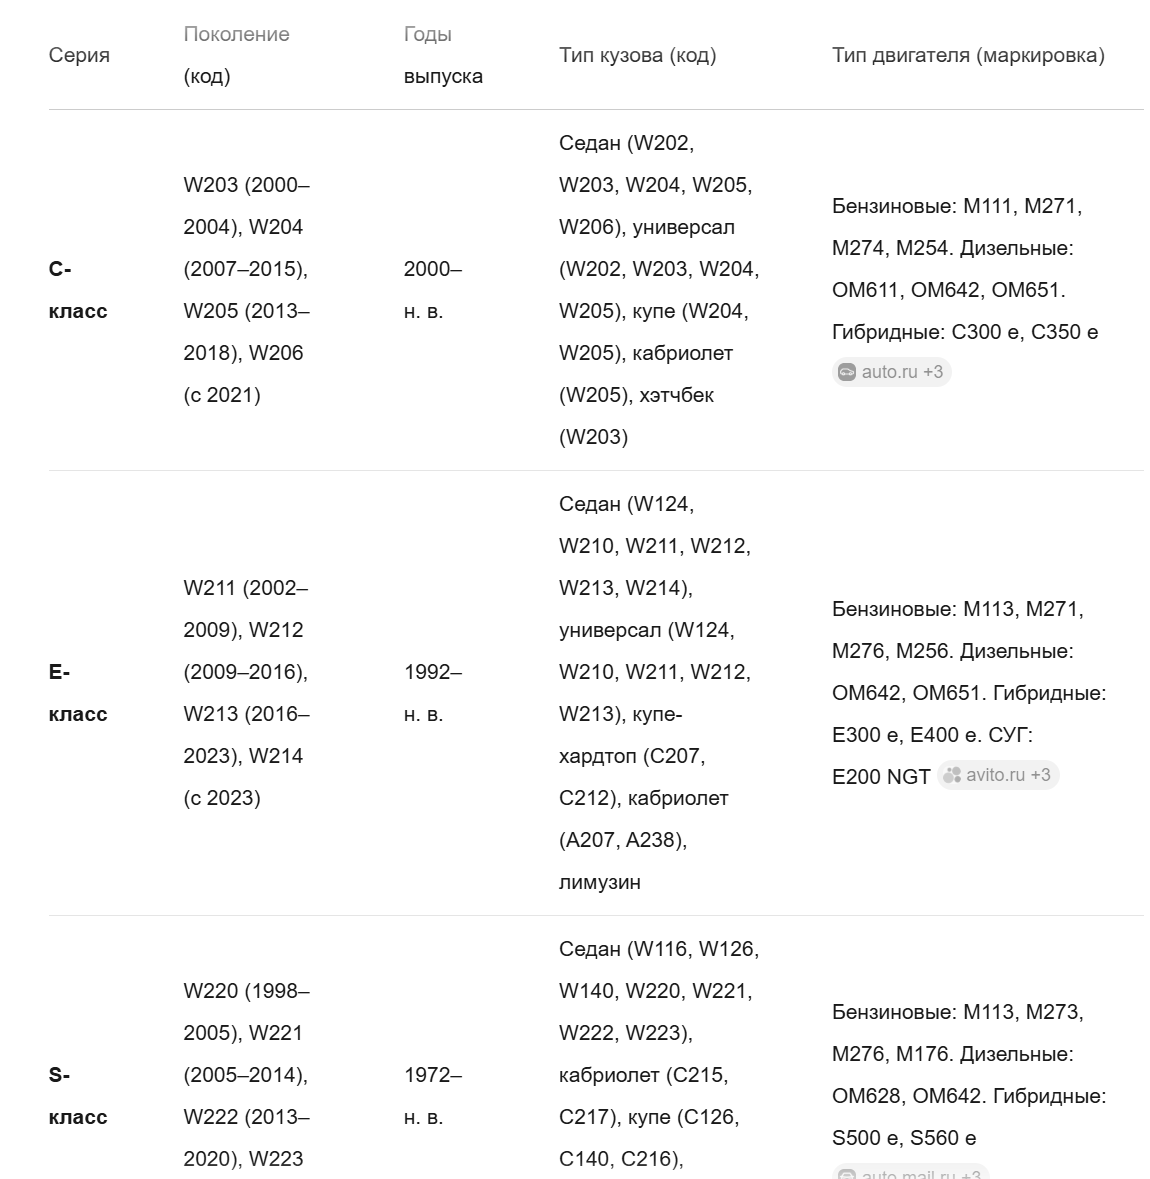 Серия
Поколение
(код)
Годы
выпуска
Тип кузова (код)
Тип двигателя (маркировка)
C-
класс
W203 (2000–
2004), W204
(2007–2015),
W205 (2013–
2018), W206
(с 2021)
2000–
н. в.
Седан (W202,
W203, W204, W205,
W206), универсал
(W202, W203, W204,
W205), купе (W204,
W205), кабриолет
(W205), хэтчбек
(W203)
Бензиновые: M111, M271,
M274, M254. Дизельные:
OM611, OM642, OM651.
Гибридные: C300 e, C350 e
auto.ru +3
E-
класс
W211 (2002–
2009), W212
(2009–2016),
W213 (2016–
2023), W214
(с 2023)
1992–
н. в.
Седан (W124,
W210, W211, W212,
W213, W214),
универсал (W124,
W210, W211, W212,
W213), купе-
хардтоп (C207,
C212), кабриолет
(A207, A238),
лимузин
Бензиновые: M113, M271,
M276, M256. Дизельные:
OM642, OM651. Гибридные:
E300 e, E400 e. СУГ:
E200 NGT avito.ru +3
S-
класс
W220 (1998–
2005), W221
(2005–2014),
W222 (2013–
2020), W223
1972–
н. в.
Седан (W116, W126,
W140, W220, W221,
W222, W223),
кабриолет (C215,
C217), купе (C126,
C140, C216),
Бензиновые: M113, M273,
M276, M176. Дизельные:
OM628, OM642. Гибридные:
S500 e, S560 e
auto.mail.ru +3